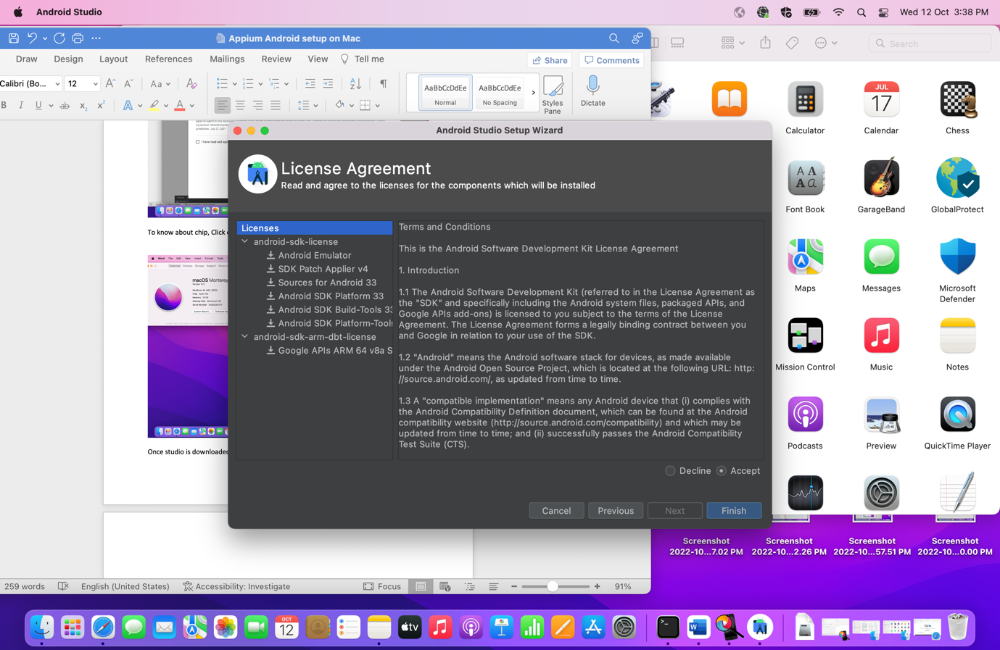 Android Studio
Wed 12 Oct 3:38 PM
Appium Android setup on Mac
Draw Design Layout References Mailings Review View Tell me
Share Comments
Calibri (Bo... 12
Aa
AaBbCcDdEe AaBbCcDdEe
Normal No Spacing
Styles Pane
Dictate
Search
To know about chip, Click
macOS Monterey
Once studio is downloaded
Android Studio Setup Wizard
License Agreement
Read and agree to the licenses for the components which will be installed
Licenses
android-sdk-license
Android Emulator
SDK Patch Applier v4
Sources for Android 33
Android SDK Platform 33
Android SDK Build-Tools 33
Android SDK Platform-Tools
android-sdk-arm-dbt-license
Google APIs ARM 64 v8a S
Terms and Conditions
This is the Android Software Development Kit License Agreement
1. Introduction
1.1 The Android Software Development Kit (referred to in the License Agreement as
the "SDK" and specifically including the Android system files, packaged APIs, and
Google APIs add-ons) is licensed to you subject to the terms of the License
Agreement. The License Agreement forms a legally binding contract between you
and Google in relation to your use of the SDK.
1.2 "Android" means the Android software stack for devices, as made available
under the Android Open Source Project, which is located at the following URL: http:
//source.android.com/, as updated from time to time.
1.3 A "compatible implementation" means any Android device that (i) complies with
the Android Compatibility Definition document, which can be found at the Android
compatibility website (http://source.android.com/compatibility) and which may be
updated from time to time; and (ii) successfully passes the Android Compatibility
Test Suite (CTS).
Decline Accept
Cancel Previous Next Finish
JUL
17
Calculator Calendar Chess
Font Book GarageBand GlobalProtect
Maps Messages Microsoft
Defender
Mission Control Music Notes
Podcasts Preview QuickTime Player
Screenshot Screenshot Screenshot Screenshot
2022-10...7.02 PM 2022-10...2.26 PM 2022-10...57.51 PM 2022-10...0.00 PM
259 words English (United States) Accessibility: Investigate Focus 91%
OCT
12
tv